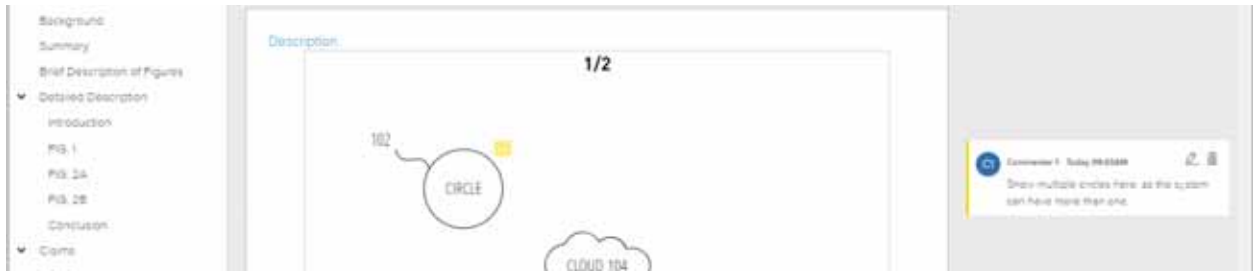 Background
Summary
Brief Description of Figures
Detailed Description
Introduction
FIG. 1
FIG. 2A
FIG. 2B
Conclusion
Claims
Description
1/2
102
CIRCLE
CLOUD 104
C1
Commenter 1 Today
Show multiple circles here, as the system
can have more than one.